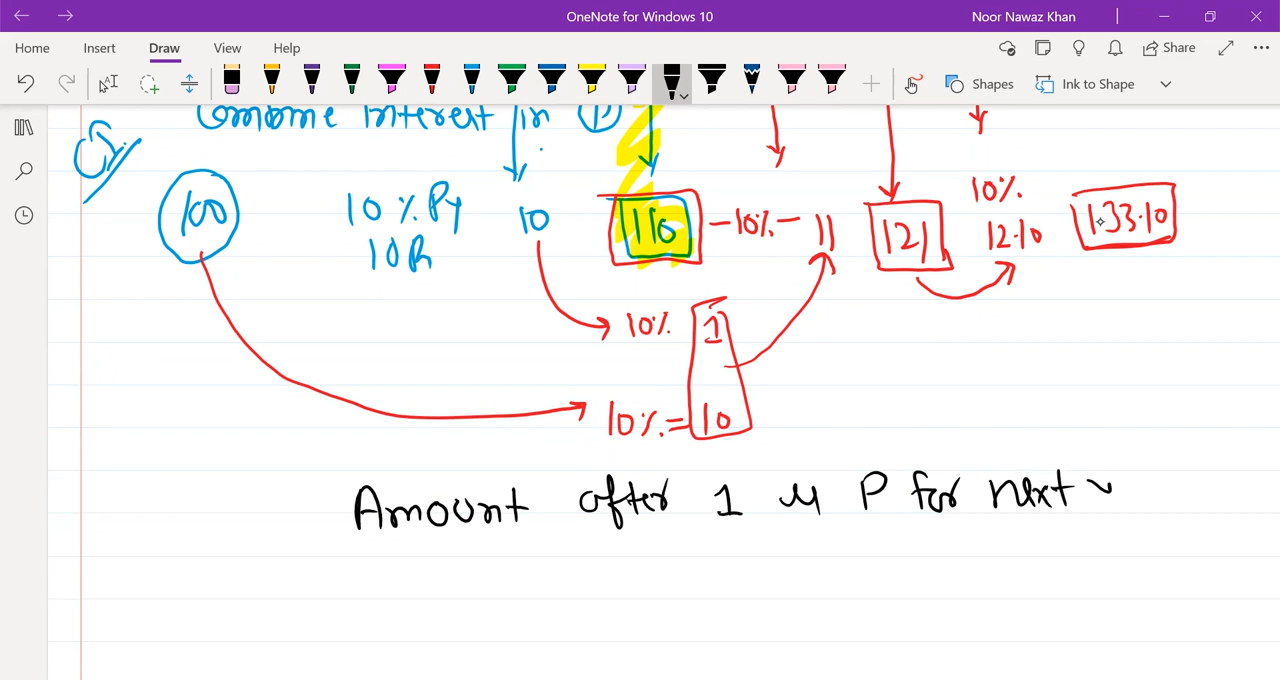 OneNote for Windows 10
Noor Nawaz Khan
Home Insert Draw View Help
Share
Shapes
Ink to Shape
interest in P
100 10 % Py 10 110 -10%- 11 121 10% 133.10
10 R 12.10
10% 1
10% = 10
Amount after 1 P for next